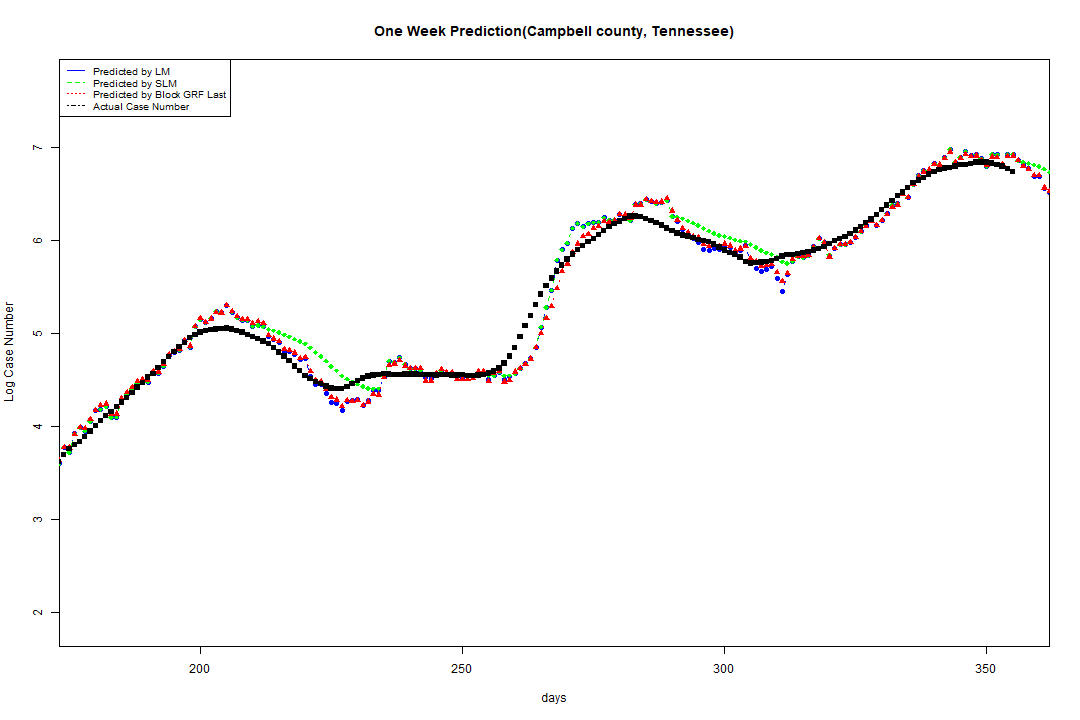 One Week Prediction(Campbell county, Tennessee)
Predicted by LM
Predicted by SLM
Predicted by Block GRF Last
Actual Case Number
7
6
5
4
3
2
Log Case Number
200
250
300
350
days